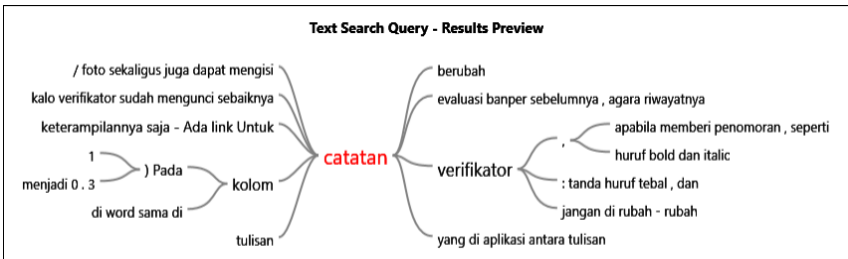 Text Search Query - Results Preview
/ foto sekaligus juga dapat mengisi
kalo verifikator sudah mengunci sebaiknya
keterampilannya saja - Ada link Untuk
1
menjadi 0 . 3
) Pada
di word sama di
kolom
tulisan
catatan
berubah
evaluasi banper sebelumnya , agara riwayatnya
verifikator
,
apabila memberi penomoran , seperti
huruf bold dan italic
: tanda huruf tebal , dan
jangan di rubah - rubah
yang di aplikasi antara tulisan